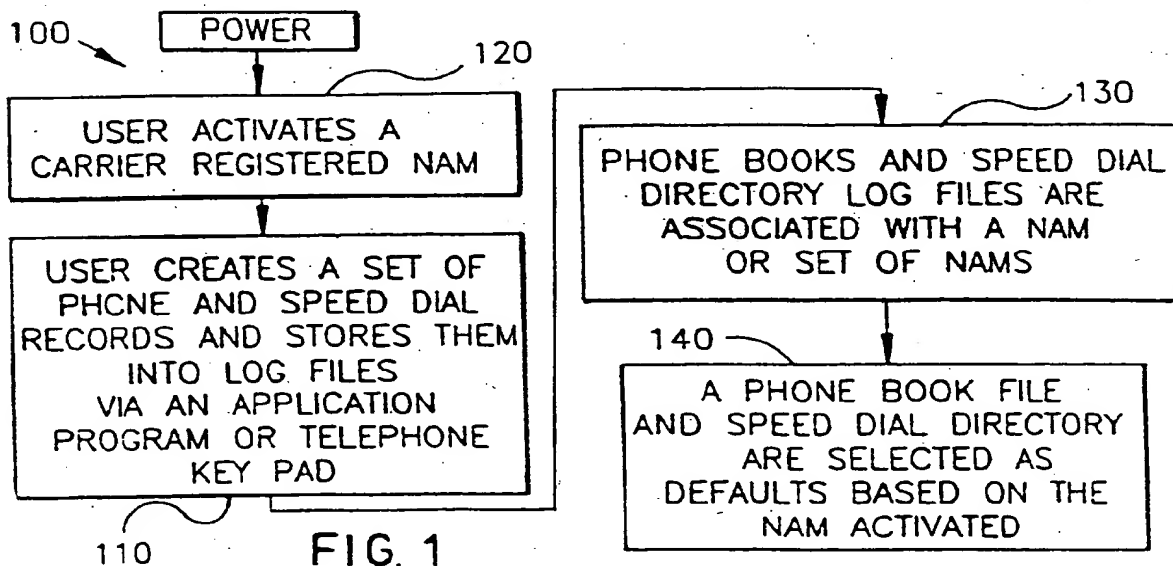 100
POWER
120
USER ACTIVATES A
CARRIER REGISTERED NAM
USER CREATES A SET OF
PHONE AND SPEED DIAL
RECORDS AND STORES THEM
INTO LOG FILES
VIA AN APPLICATION
PROGRAM OR TELEPHONE
KEY PAD
110
130
PHONE BOOKS AND SPEED DIAL
DIRECTORY LOG FILES ARE
ASSOCIATED WITH A NAM
OR SET OF NAMS
140
A PHONE BOOK FILE
AND SPEED DIAL DIRECTORY
ARE SELECTED AS
DEFAULTS BASED ON THE
NAM ACTIVATED
FIG. 1